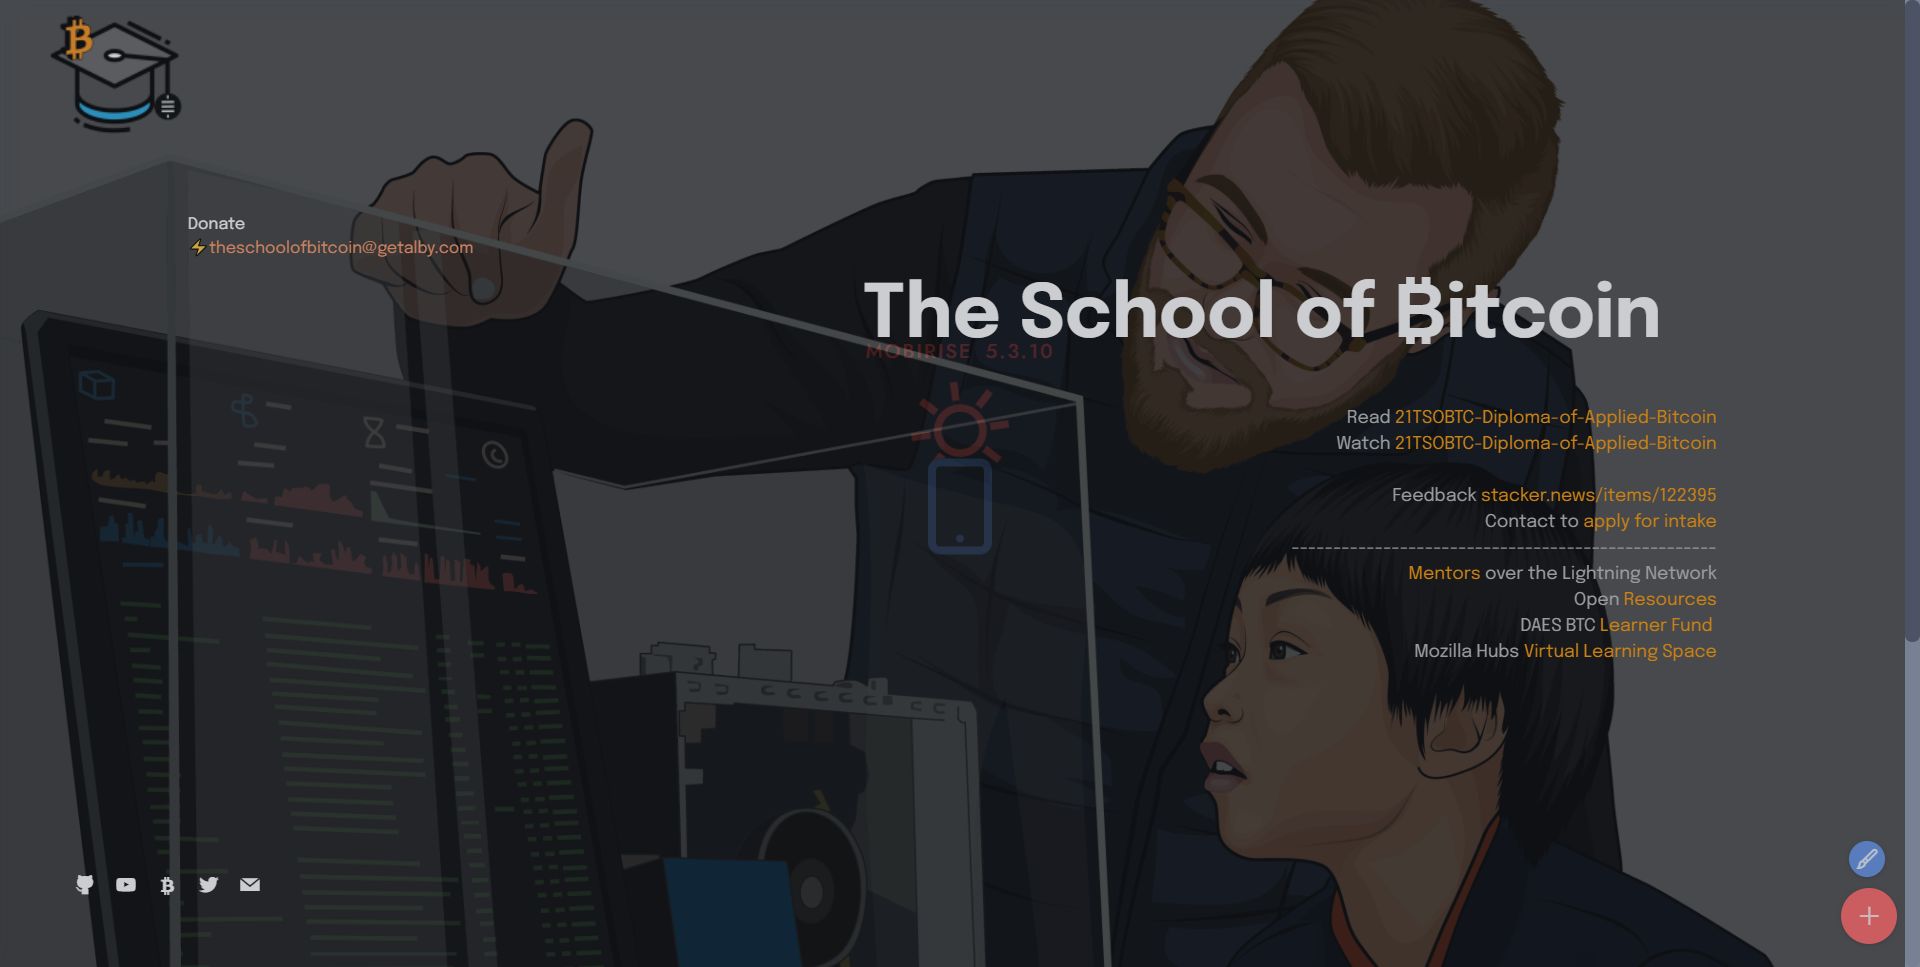 Donate
⚡theschoolofbitcoin@getalby.com
The School of ₿itcoin
MOBIRISE 5.3.10
Read 21TSOBTC-Diploma-of-Applied-Bitcoin
Watch 21TSOBTC-Diploma-of-Applied-Bitcoin
Feedback stacker.news/items/122395
Contact to apply for intake
------------------------------------------------
Mentors over the Lightning Network
Open Resources
DAES BTC Learner Fund
Mozilla Hubs Virtual Learning Space